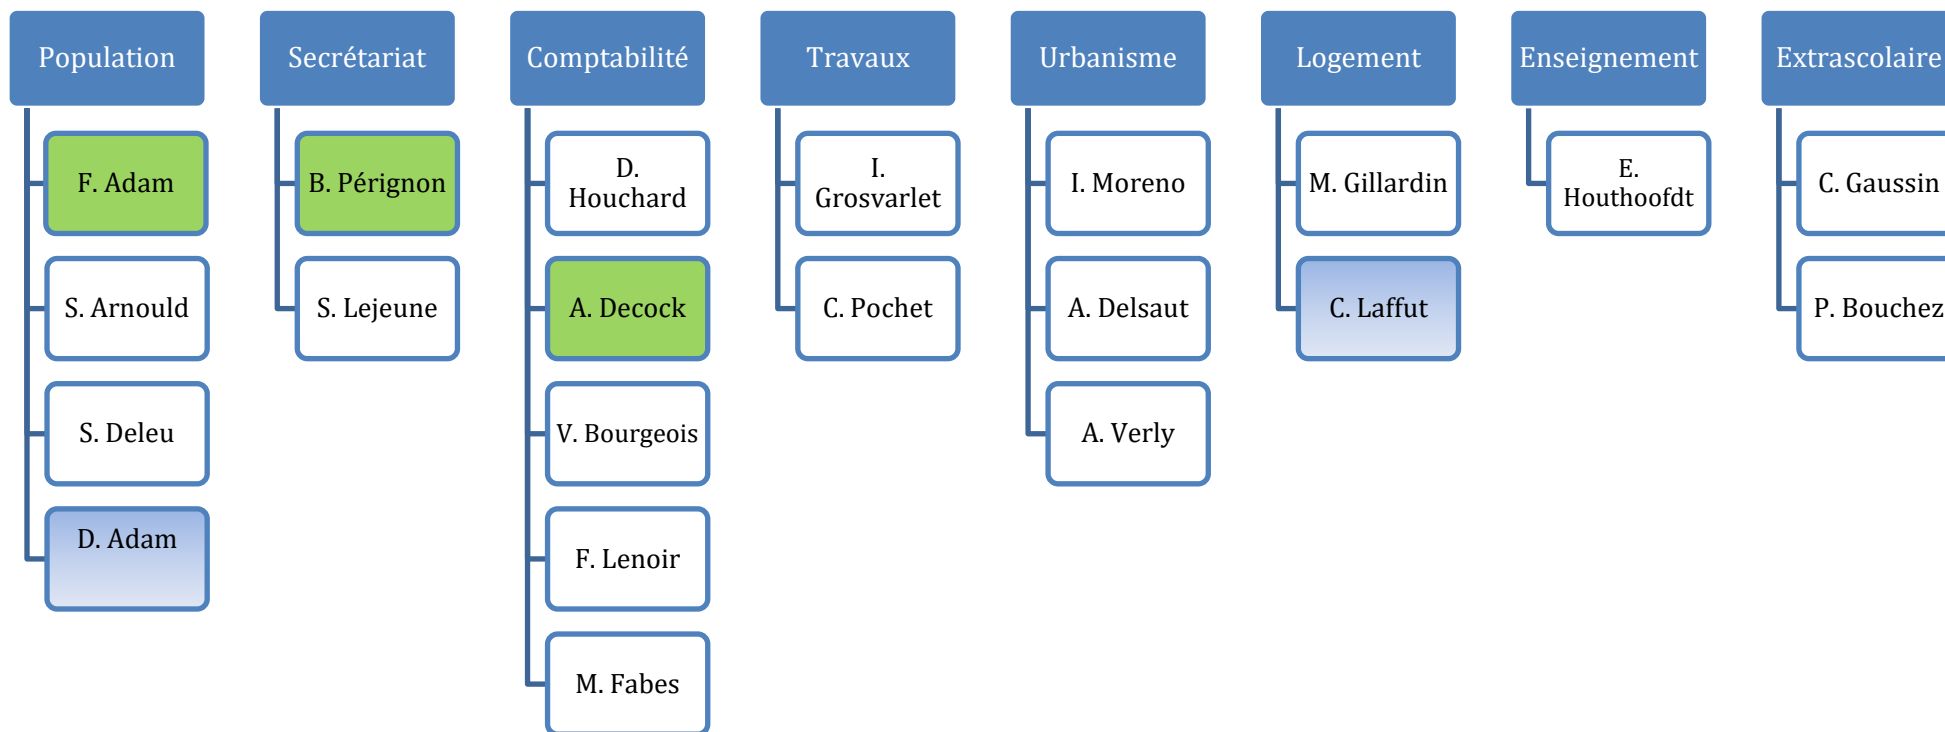 Population
Secrétariat
Comptabilité
Travaux
Urbanisme
Logement
Enseignement
Extrascolaire
F. Adam
S. Arnould
S. Deleu
D. Adam
B. Pérignon
S. Lejeune
D.
Houchard
A. Decock
V. Bourgeois
F. Lenoir
M. Fabes
I.
Grosvarlet
C. Pochet
I. Moreno
A. Delsaut
A. Verly
M. Gillardin
C. Laffut
E.
Houthoofdt
C. Gaussin
P. Bouchez